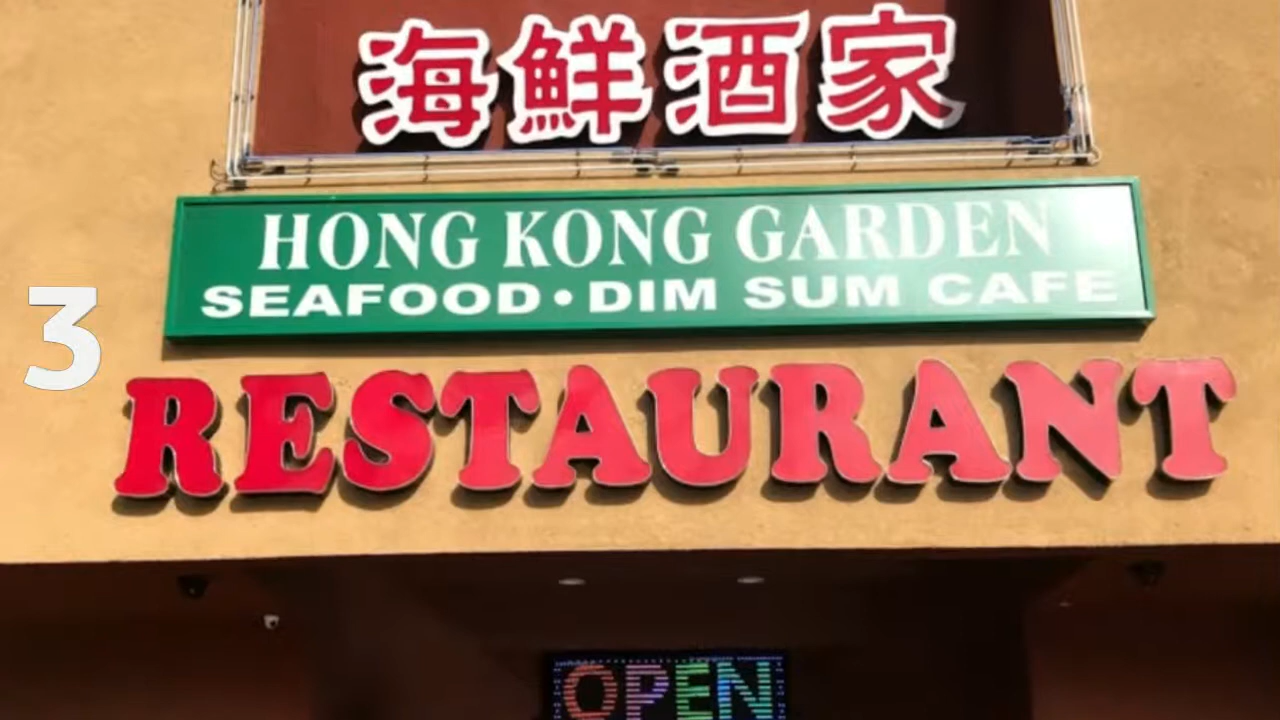 海鮮酒家
HONG KONG GARDEN
SEAFOOD•DIM SUM CAFE
3
RESTAURANT
OPEN